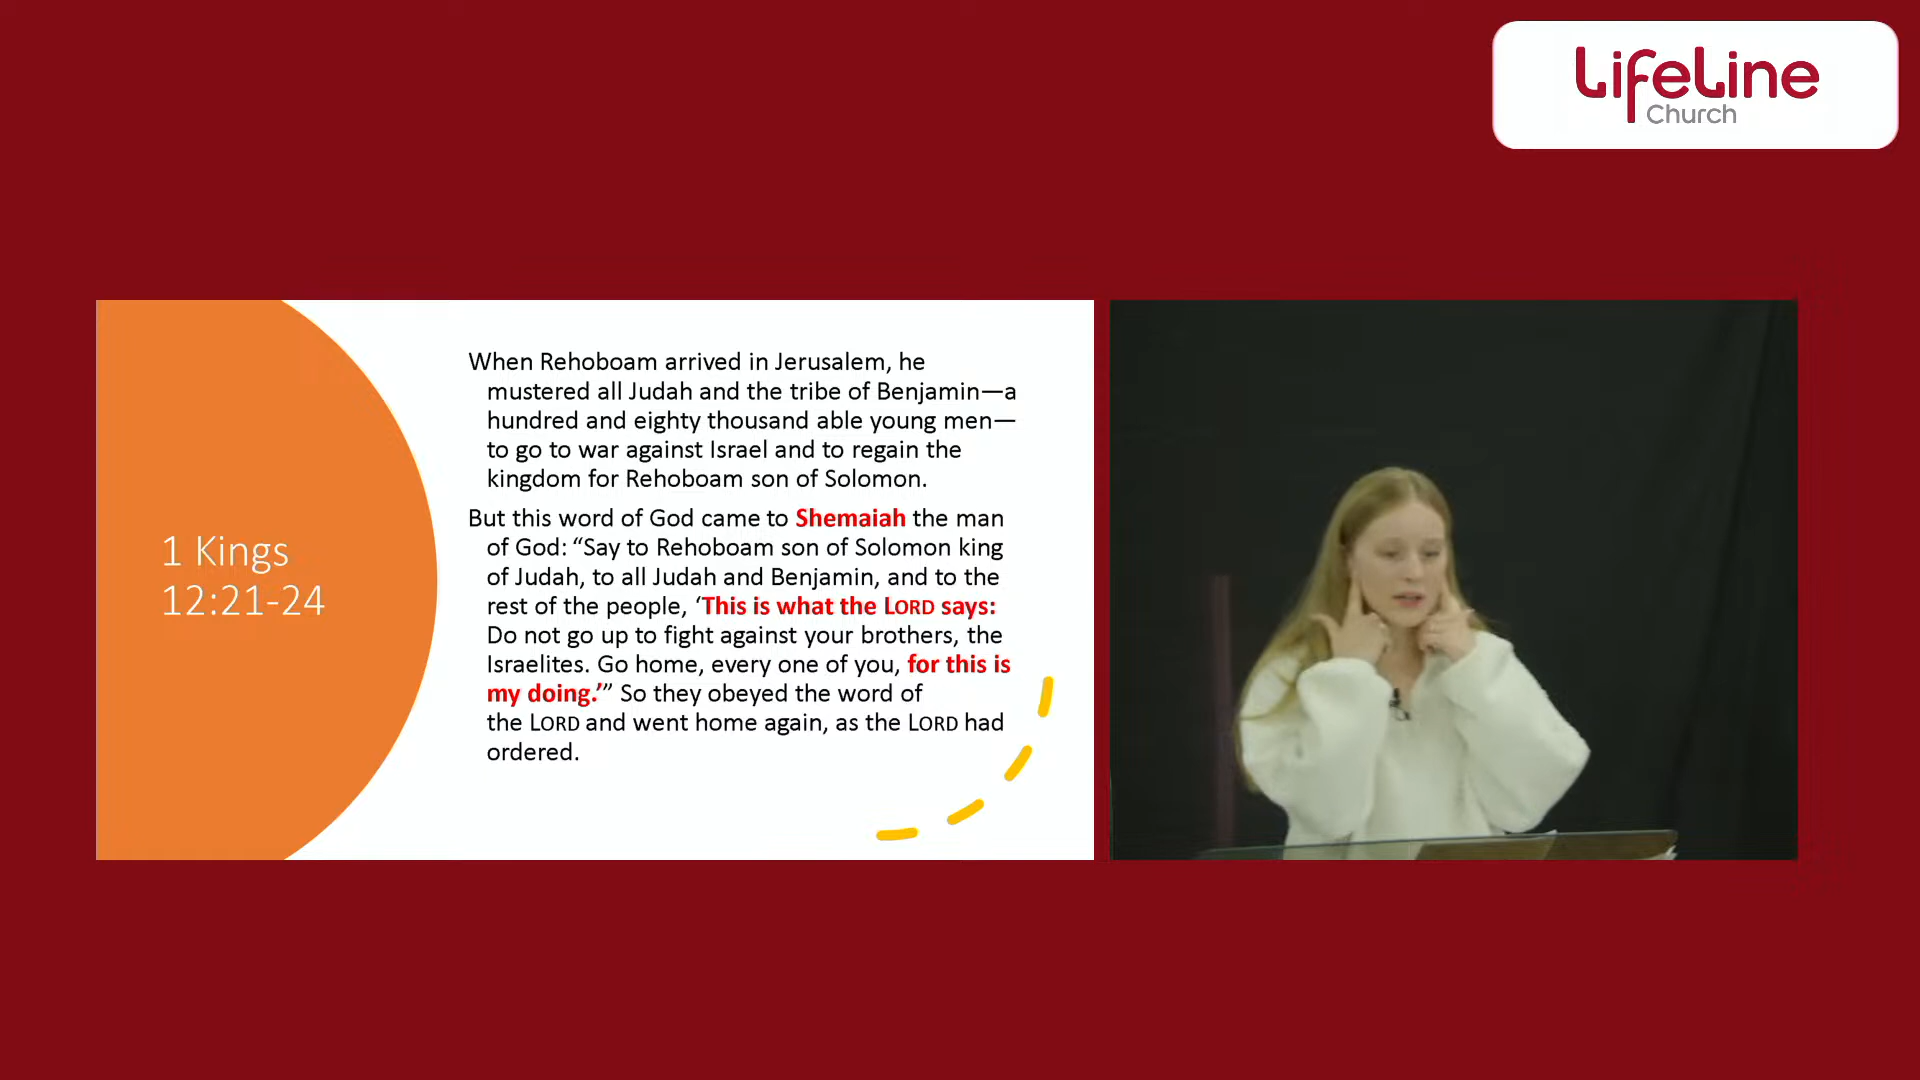 LifeLine
Church
1 Kings
12:21-24
When Rehoboam arrived in Jerusalem, he
mustered all Judah and the tribe of Benjamin—a
hundred and eighty thousand able young men—
to go to war against Israel and to regain the
kingdom for Rehoboam son of Solomon.
But this word of God came to Shemaiah the man
of God: “Say to Rehoboam son of Solomon king
of Judah, to all Judah and Benjamin, and to the
rest of the people, ‘This is what the LORD says:
Do not go up to fight against your brothers, the
Israelites. Go home, every one of you, for this is
my doing.’” So they obeyed the word of
the LORD and went home again, as the LORD had
ordered.